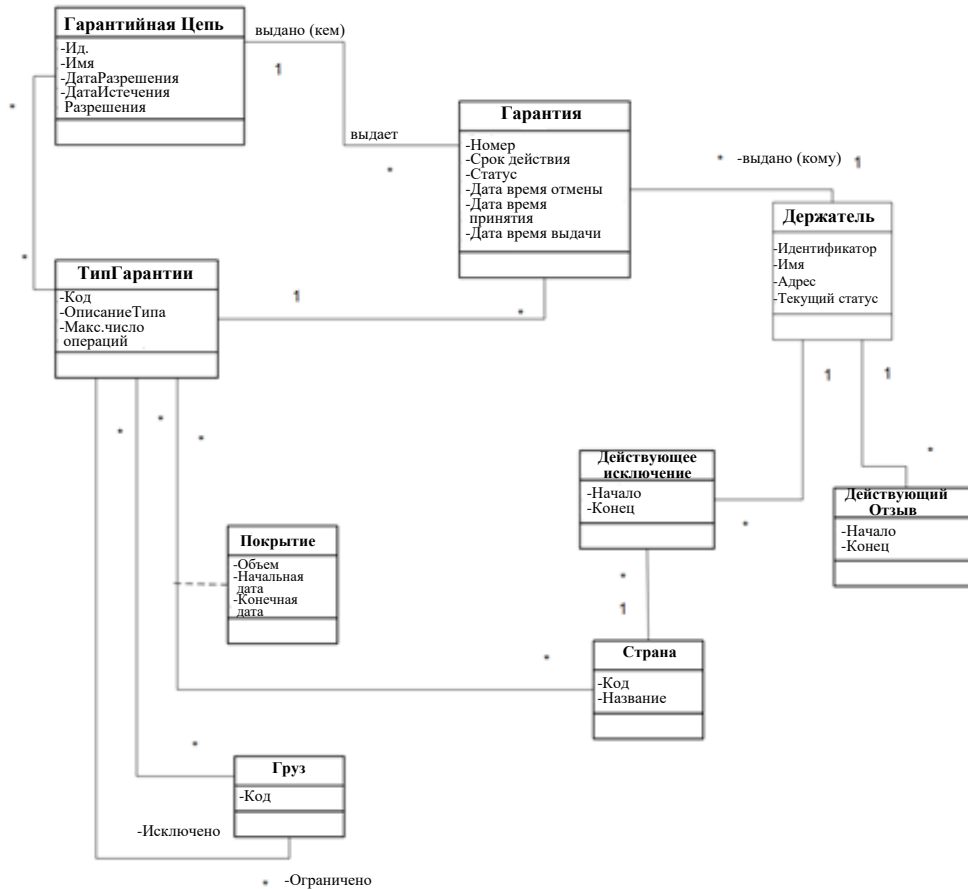 Гарантийная Цепь
-Ид.
-Имя
-ДатаРазрешения
-ДатаИстечения
Разрешения
выдано (кем)
1
*
выдает
*
Гарантия
-Номер
-Срок действия
-Статус
-Дата время отмены
-Дата время
принятия
-Дата время выдачи
* -выдано (кому) 1
Держатель
-Идентификатор
-Имя
-Адрес
-Текущий статус
*
ТипГарантии
-Код
-ОписаниеТипа
-Макс.число
операций
1
*
1
1
*
*
*
*
Действующее
исключение
-Начало
-Конец
*
Действующий
Отзыв
-Начало
-Конец
Покрытие
-Объем
-Начальная
дата
-Конечная
дата
*
1
*
Страна
-Код
-Название
*
Груз
-Код
-Исключено
* -Ограничено